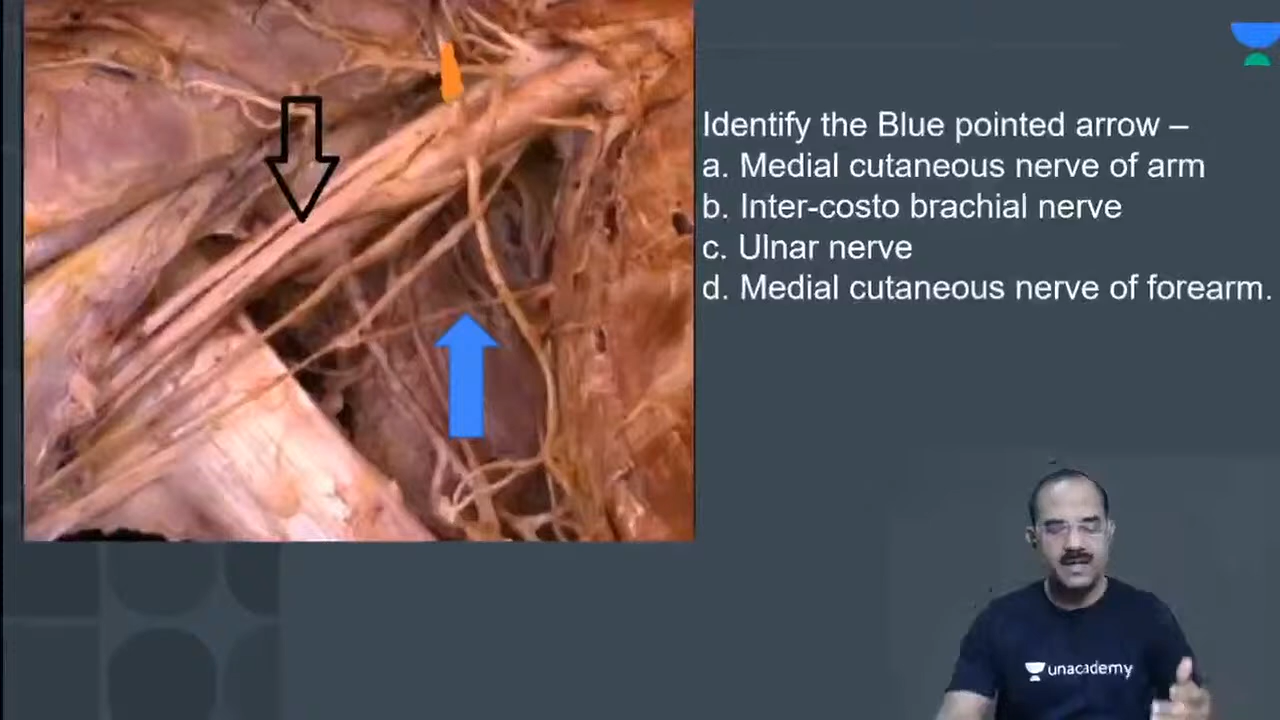 Identify the Blue pointed arrow –
a. Medial cutaneous nerve of arm
b. Inter-costo brachial nerve
c. Ulnar nerve
d. Medial cutaneous nerve of forearm.
unacademy